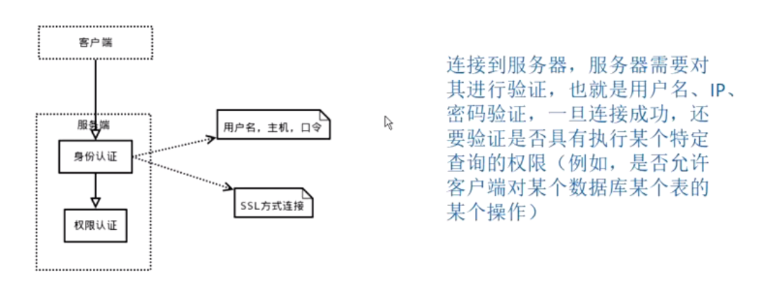 客户端
服务端
身份认证
权限认证
用户名，主机，口令
SSL方式连接
连接到服务器，服务器需要对
其进行验证，也就是用户名、IP、
密码验证，一旦连接成功，还
要验证是否具有执行某个特定
查询的权限（例如，是否允许
客户端对某个数据库某个表的
某个操作）